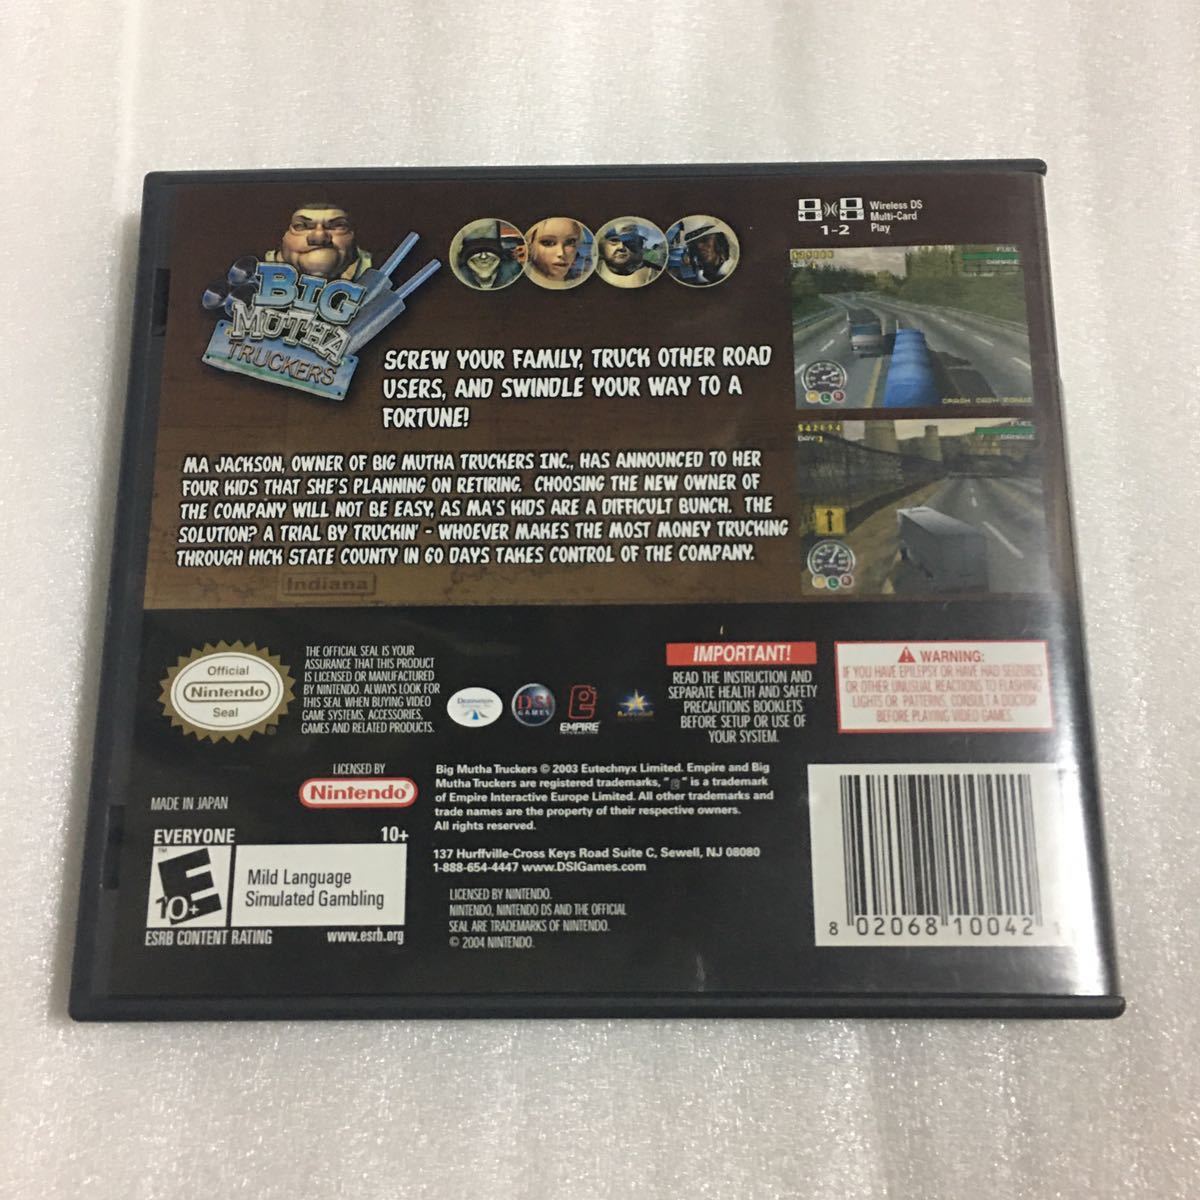 BIG
MUTHA
TRUCKERS
Wireless DS
Multi-Card
Play
1-2
SCREW YOUR FAMILY, TRUCK OTHER ROAD
USERS, AND SWINDLE YOUR WAY TO A
FORTUNE!
MA JACKSON, OWNER OF BIG MUTHA TRUCKERS INC., HAS ANNOUNCED TO HER
FOUR KIDS THAT SHE'S PLANNING ON RETIRING. CHOOSING THE NEW OWNER OF
THE COMPANY WILL NOT BE EASY, AS MA'S KIDS ARE A DIFFICULT BUNCH. THE
SOLUTION? A TRIAL BY TRUCKIN' - WHOEVER MAKES THE MOST MONEY TRUCKING
THROUGH HICK STATE COUNTY IN 60 DAYS TAKES CONTROL OF THE COMPANY.
Indiana
FUEL
DAMAGE
CRASH CASH BONUS
FUEL
DAMAGE
DAY 1
Official
Nintendo
Seal
THE OFFICIAL SEAL IS YOUR
ASSURANCE THAT THIS PRODUCT
IS LICENSED OR MANUFACTURED
BY NINTENDO. ALWAYS LOOK FOR
THIS SEAL WHEN BUYING VIDEO
GAME SYSTEMS, ACCESSORIES,
GAMES AND RELATED PRODUCTS.
DSI
GAMES
EMPIRE
INTERACTIVE
IMPORTANT!
READ THE INSTRUCTION AND
SEPARATE HEALTH AND SAFETY
PRECAUTIONS BOOKLETS
BEFORE SETUP OR USE OF
YOUR SYSTEM.
WARNING:
IF YOU HAVE EPILEPSY OR HAVE HAD SEIZURES
OR OTHER UNUSUAL REACTIONS TO FLASHING
LIGHTS OR PATTERNS, CONSULT A DOCTOR
BEFORE PLAYING VIDEO GAMES.
MADE IN JAPAN
LICENSED BY
Nintendo
Big Mutha Truckers © 2003 Eutechnyx Limited. Empire and Big
Mutha Truckers are registered trademarks, " " is a trademark
of Empire Interactive Europe Limited. All other trademarks and
trade names are the property of their respective owners.
All rights reserved.
137 Hurffville-Cross Keys Road Suite C, Sewell, NJ 08080
1-888-654-4447 www.DSIGames.com
LICENSED BY NINTENDO.
NINTENDO, NINTENDO DS AND THE OFFICIAL
SEAL ARE TRADEMARKS OF NINTENDO.
© 2004 NINTENDO.
EVERYONE 10+
E
10+
Mild Language
Simulated Gambling
ESRB CONTENT RATING www.esrb.org
8 02068 10042 1